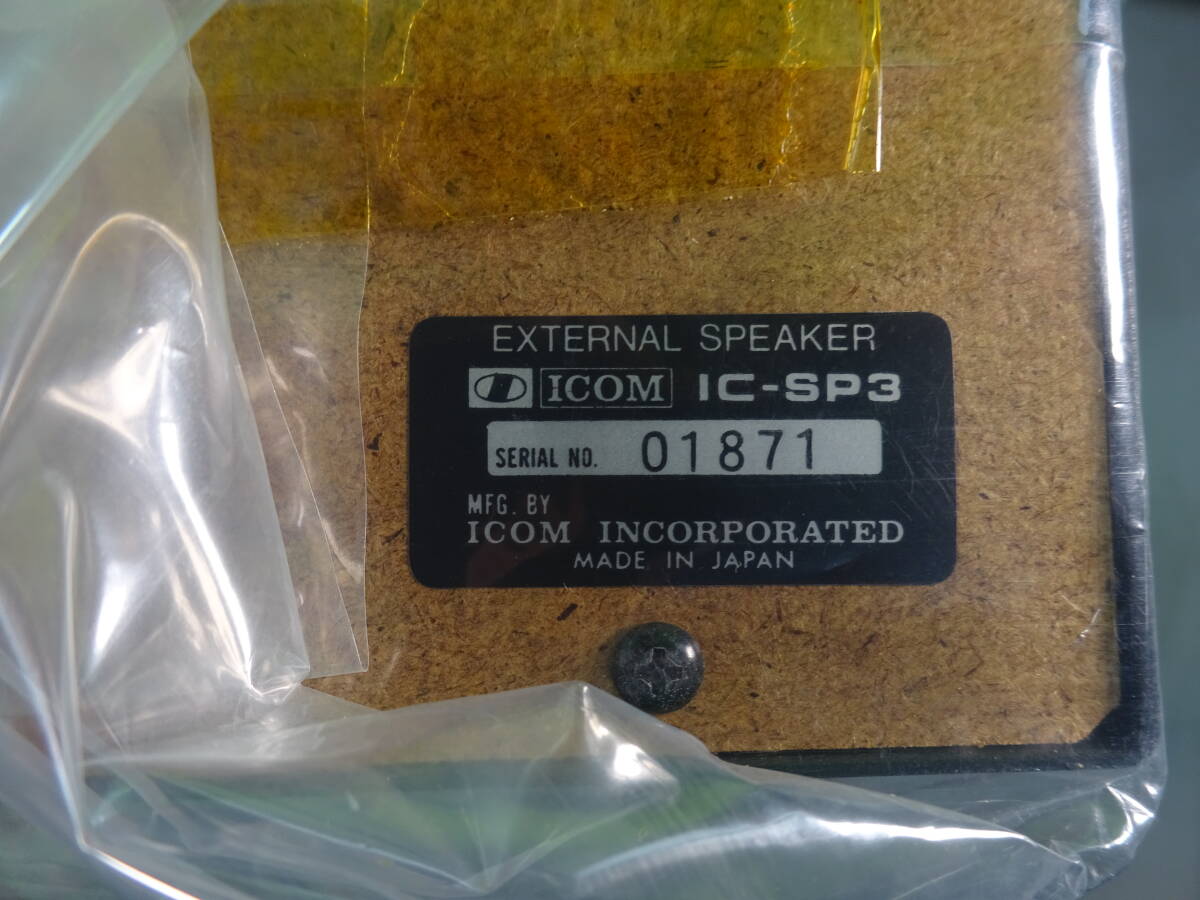 EXTERNAL SPEAKER
ICOM IC-SP3
SERIAL NO. 01871
MFG. BY
ICOM INCORPORATED
MADE IN JAPAN